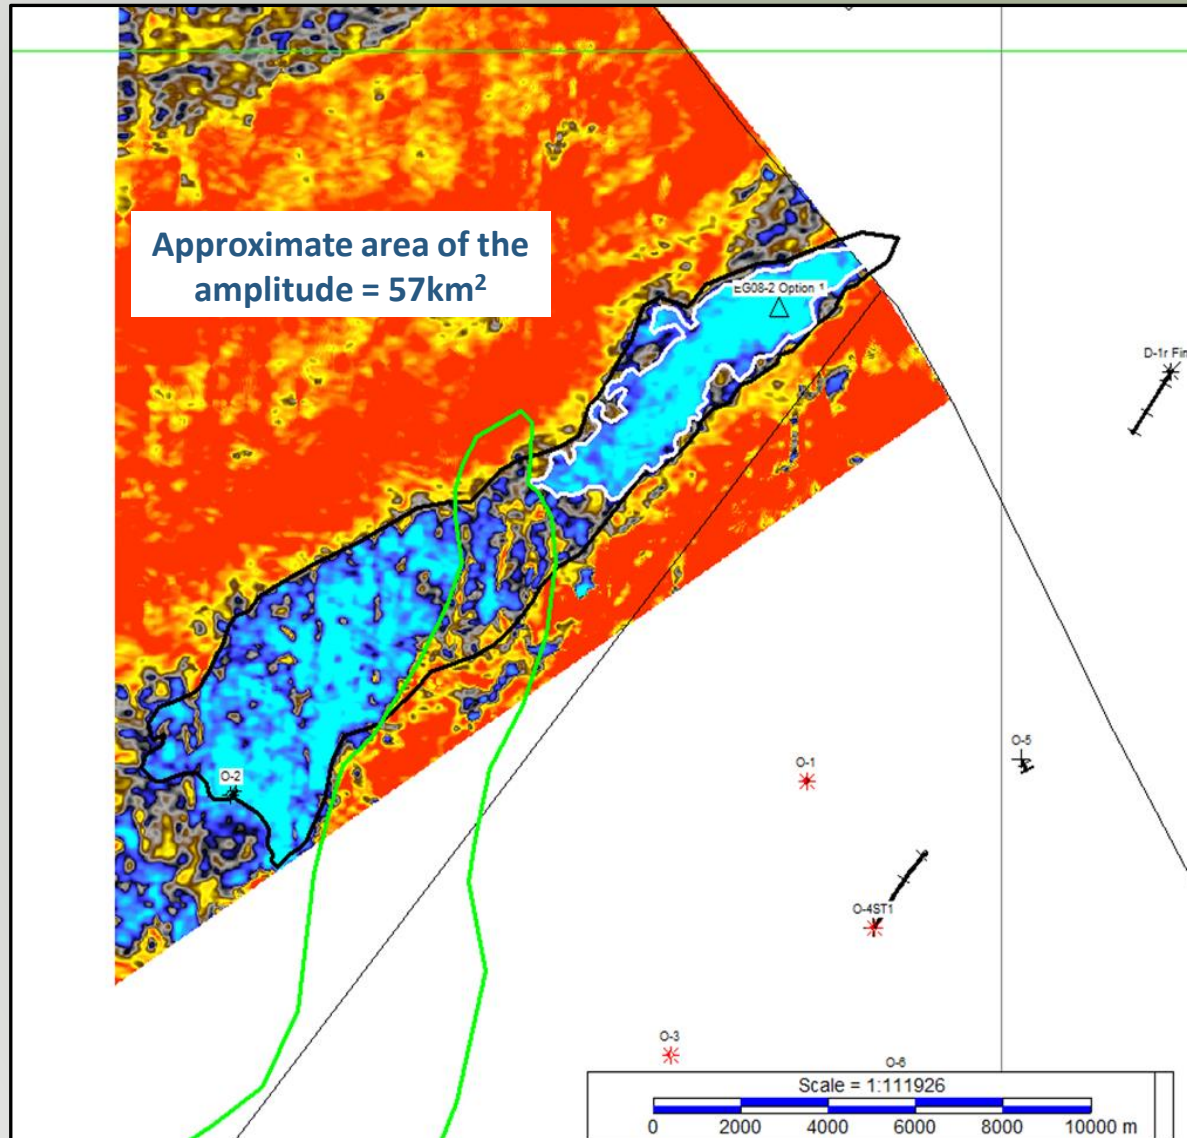 Approximate area of the
amplitude = 57km²
EG08-2 Option 1
D-1r Fin
O-2
O-1
O-5
O-4ST1
O-3
O-6
Scale = 1:111926
0 2000 4000 6000 8000 10000 m